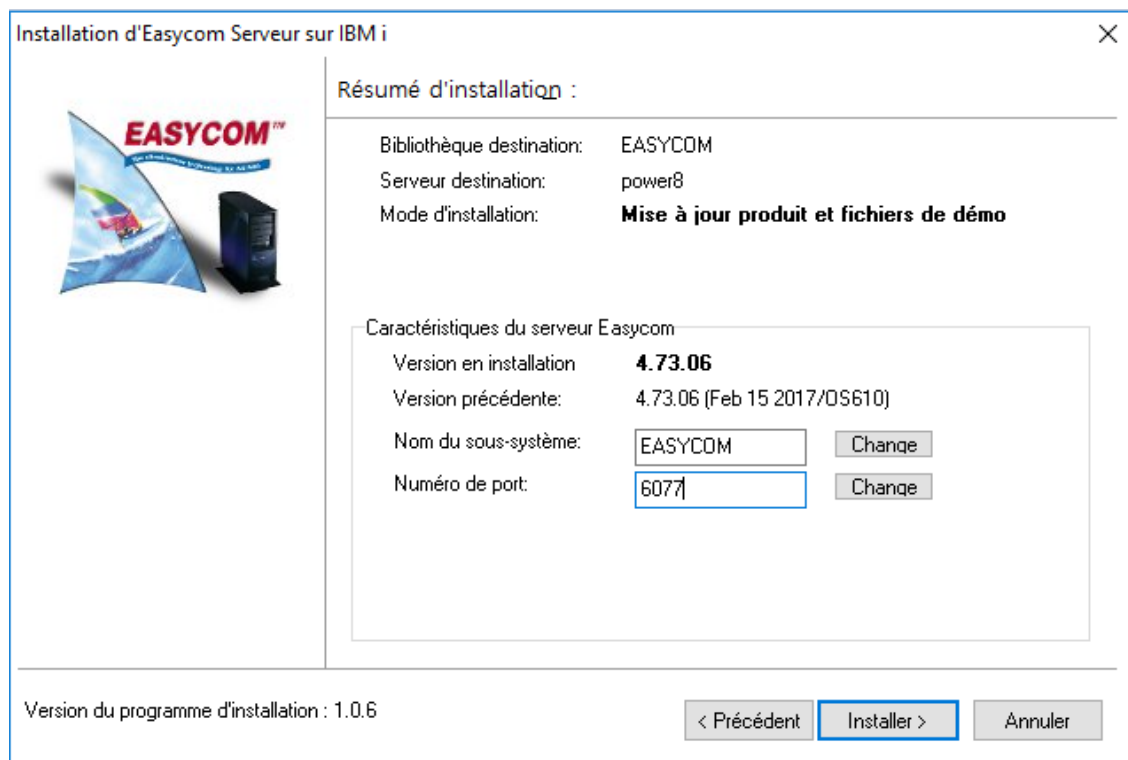 Installation d'Easycom Serveur sur IBM i
EASYCOM™
Résumé d'installation :
Bibliothèque destination: EASYCOM
Serveur destination: power8
Mode d'installation: Mise à jour produit et fichiers de démo
Caractéristiques du serveur Easycom
Version en installation 4.73.06
Version précédente: 4.73.06 (Feb 15 2017/OS610)
Nom du sous-système: EASYCOM Change
Numéro de port: 6077 Change
Version du programme d'installation : 1.0.6
< Précédent Installer > Annuler